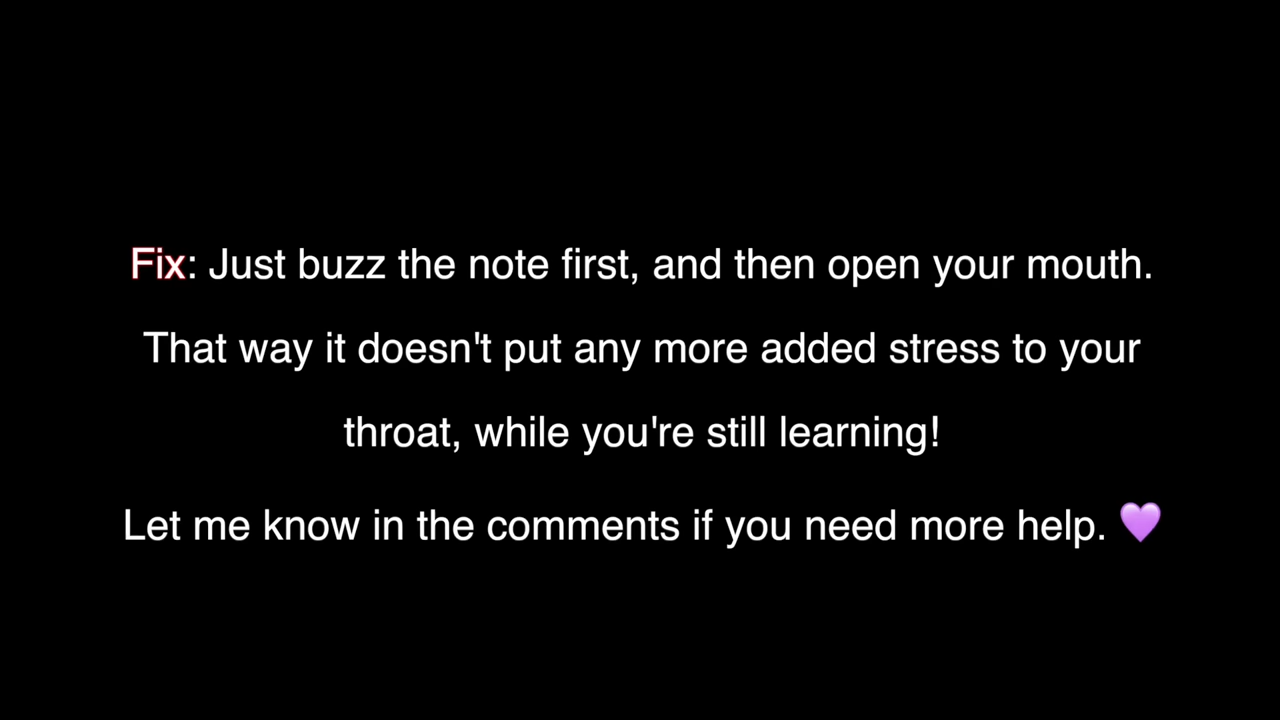 Fix: Just buzz the note first, and then open your mouth.
That way it doesn't put any more added stress to your
throat, while you're still learning!
Let me know in the comments if you need more help. 💜